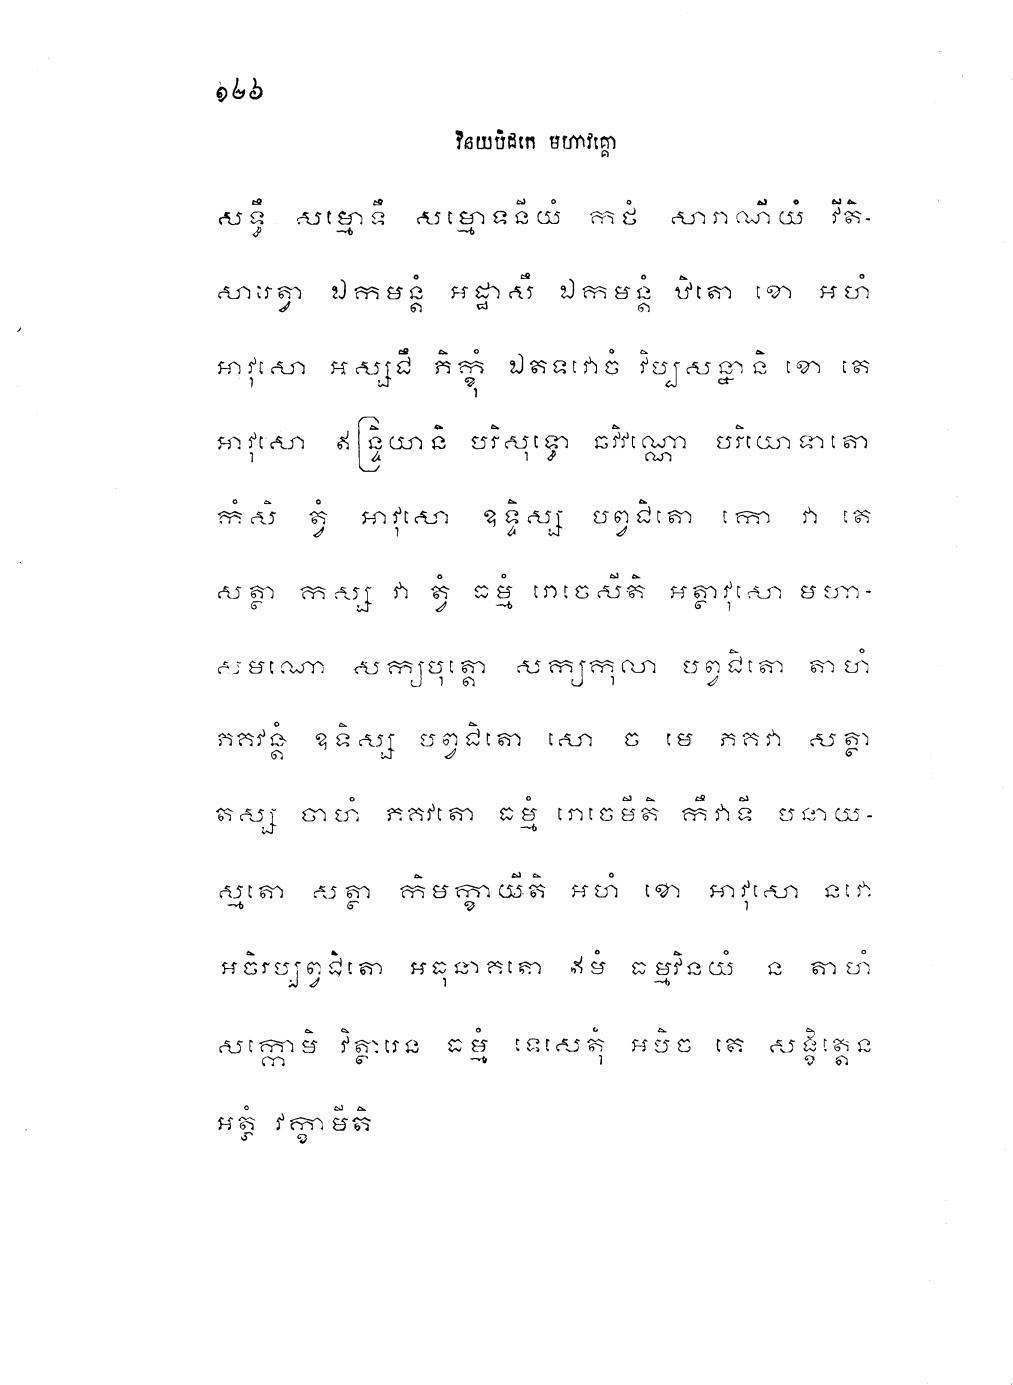 ១២៦
វិនយបិដកេ មហាវគ្គោ
សទ្ធឹ សម្មោទឹ សម្មោទនីយំ កថំ សារាណីយំ វីតិ-
សារេត្វា ឯកមន្តំ អដ្ឋាសឹ ឯកមន្តំ ឋិតោ ខោ អហំ
អាវុសោ អស្សជឹ ភិក្ខុំ ឯតទវោចំ វិប្បសន្នានិ ខោ តេ
អាវុសោ ឥន្ទ្រិយានិ បរិសុទ្ធោ ឆវិវណ្ណោ បរិយោទាតោ
កំសិ ត្វំ អាវុសោ ឧទ្ទិស្ស បព្វជិតោ កោ វា តេ
សត្ថា កស្ស វា ត្វំ ធម្មំ រោចេសីតិ អត្ថាវុសោ មហា-
សមណោ សក្យបុត្តោ សក្យកុលា បព្វជិតោ តាហំ
ភគវន្តំ ឧទិស្ស បព្វជិតោ សោ ច មេ ភគវា សត្ថា
តស្ស ចាហំ ភគវតោ ធម្មំ រោចេមីតិ កឹវាទី បនាយ-
ស្មតោ សត្ថា កិមក្ខាយីតិ អហំ ខោ អាវុសោ នវោ
អចិរប្បព្វជិតោ អធុនាគតោ ឥមំ ធម្មវិនយំ ន តាហំ
សក្កោមិ វិត្ថារេន ធម្មំ ទេសេតុំ អបិច តេ សង្ខិត្តេន
អត្ថំ វក្ខាមីតិ